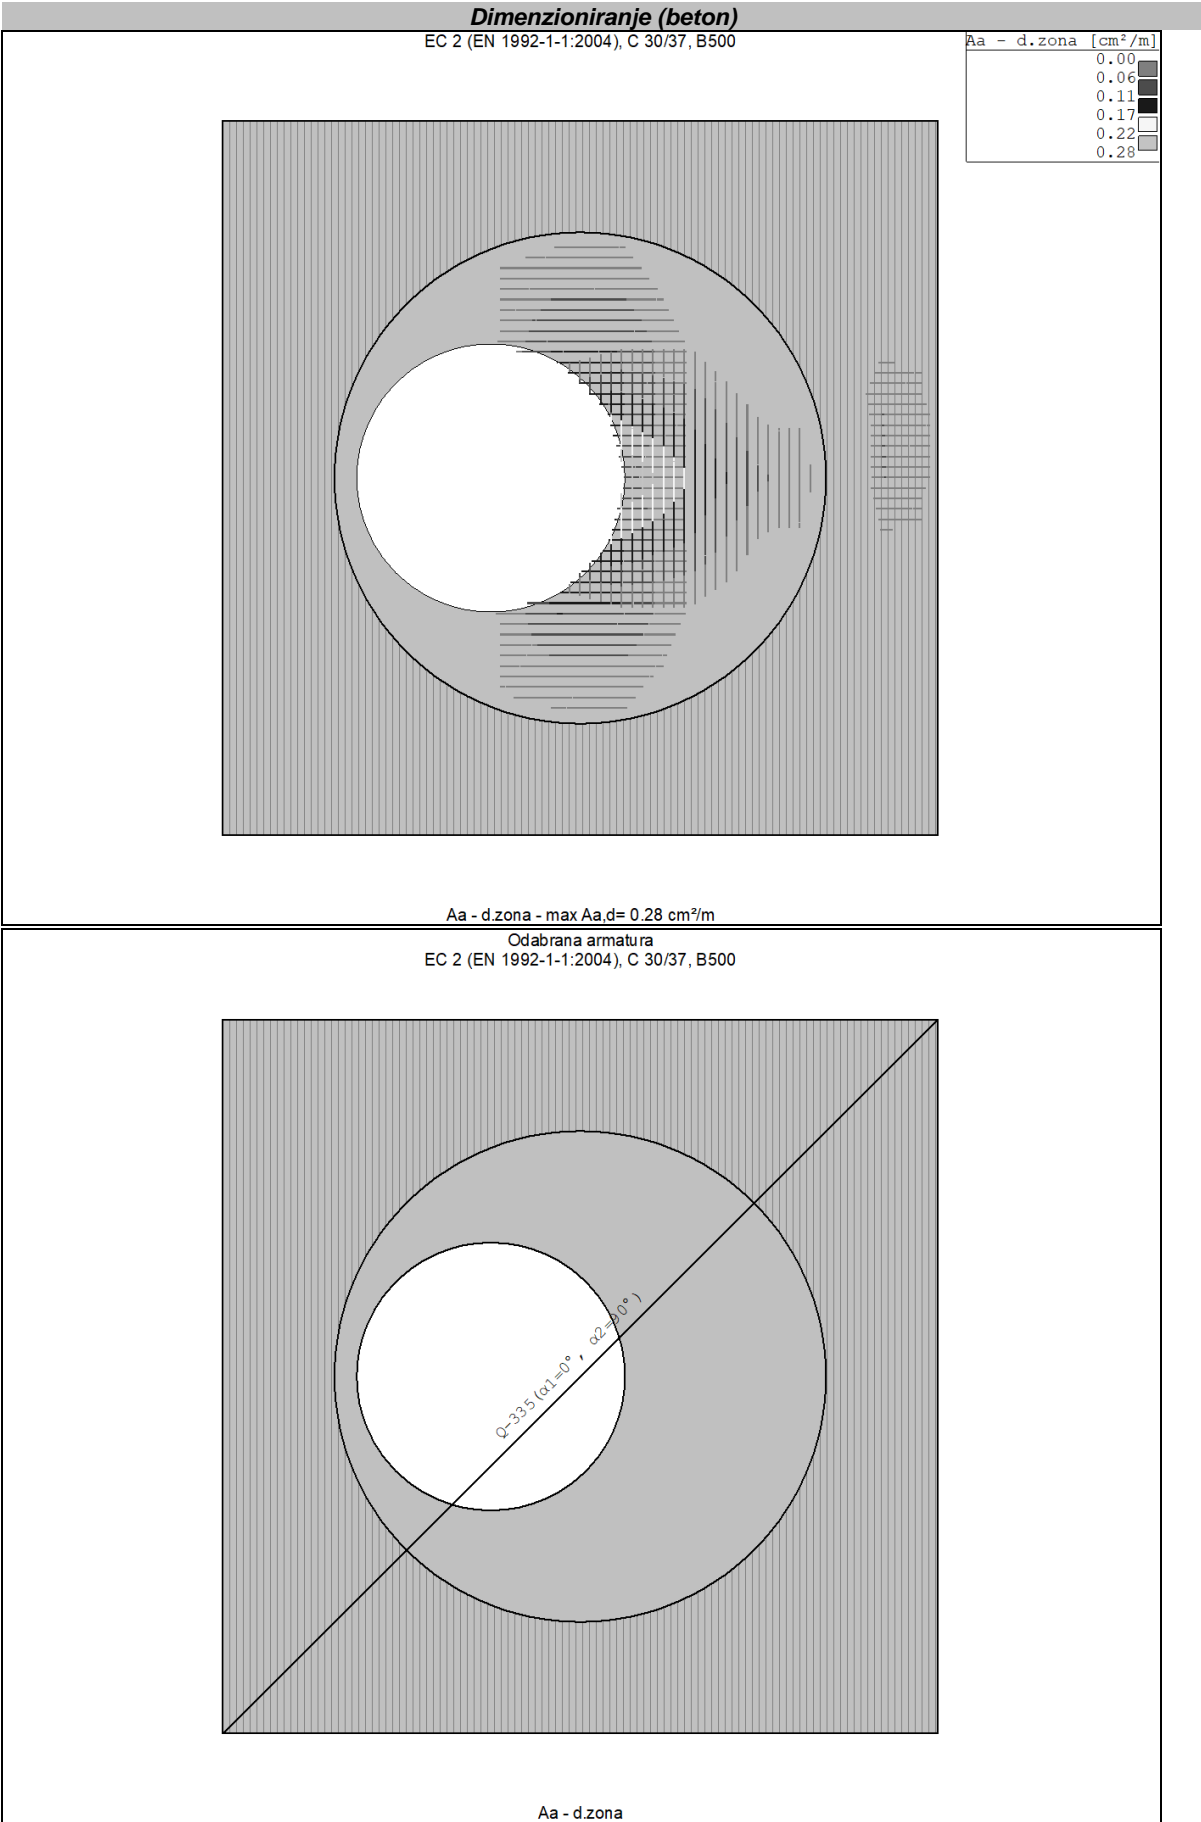 Dimenzioniranje (beton)
EC 2 (EN 1992-1-1:2004), C 30/37, B500
Aa - d.zona [cm²/m]
0.00
0.06
0.11
0.17
0.22
0.28
Aa - d.zona - max Aa,d= 0.28 cm²/m
Odabrana armatura
EC 2 (EN 1992-1-1:2004), C 30/37, B500
Q-335(α1=0°, α2=90°)
Aa - d.zona